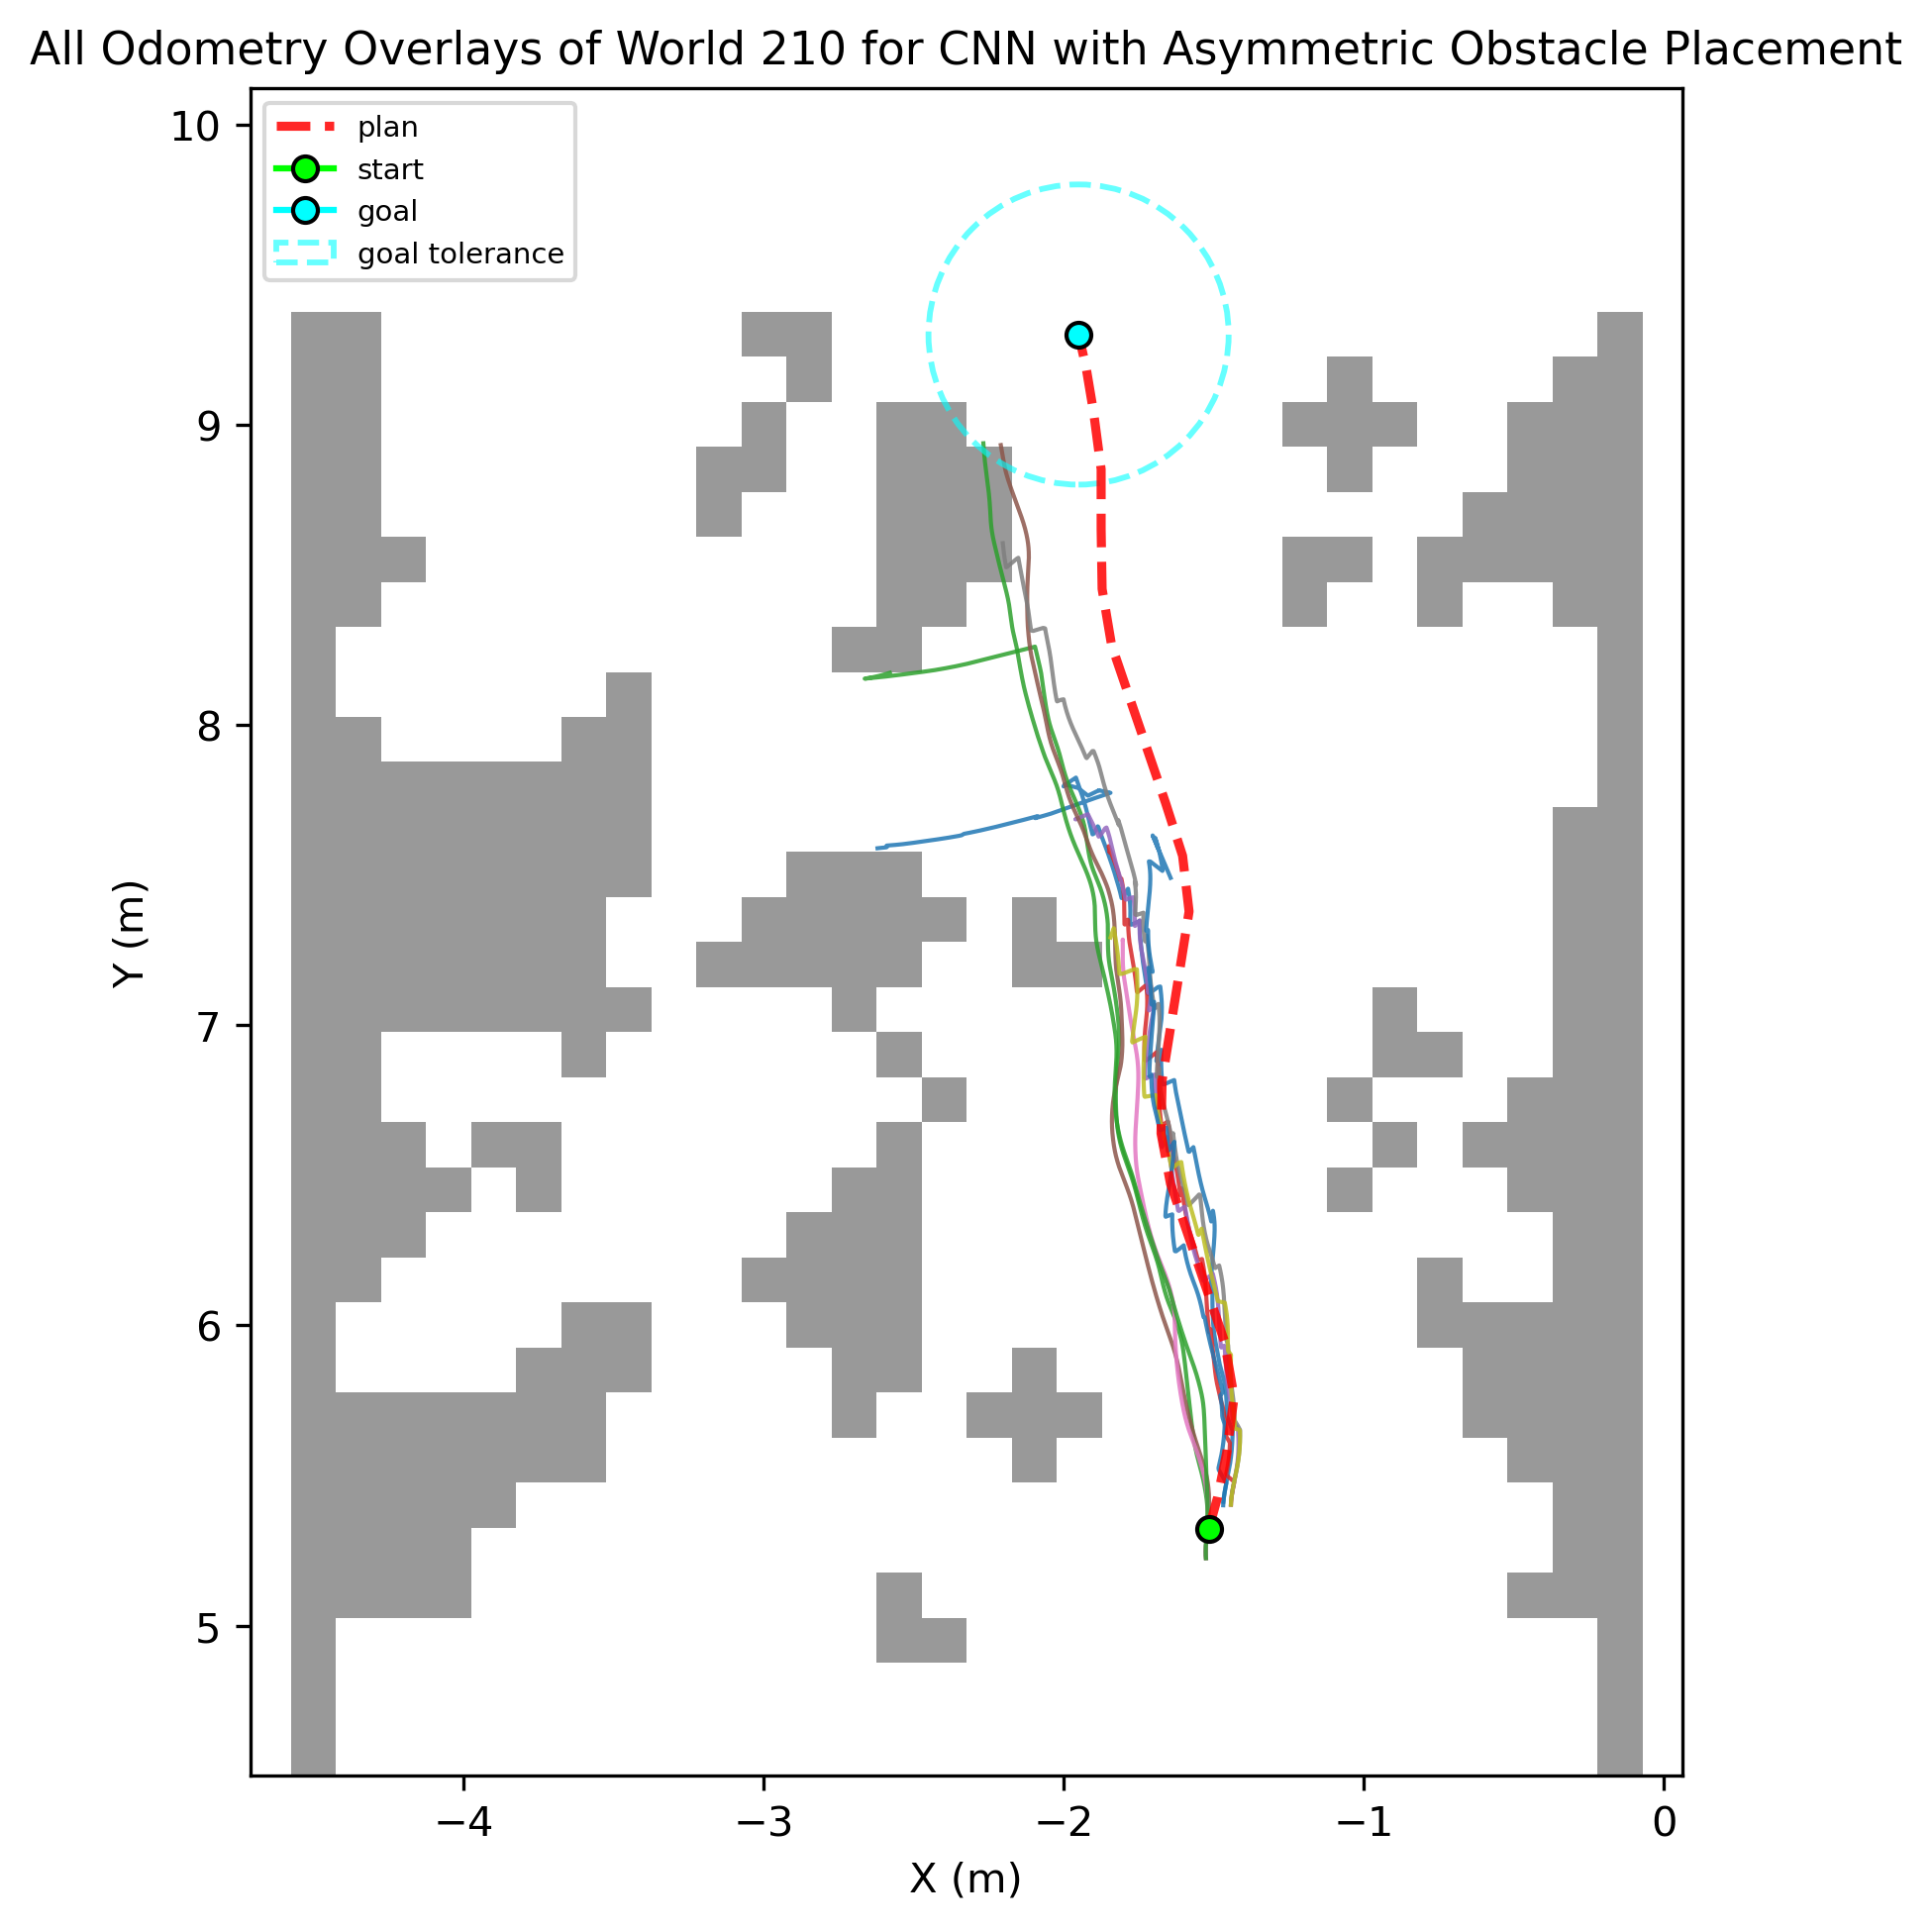 All Odometry Overlays of World 210 for CNN with Asymmetric Obstacle Placement
plan
start
goal
goal tolerance
10
9
8
7
6
5
Y (m)
−4
−3
−2
−1
0
X (m)